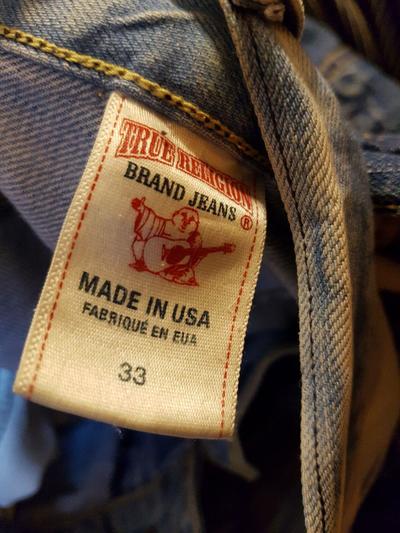 TRUE RELIGION
BRAND JEANS ®
MADE IN USA
FABRIQUÉ EN EUA
33